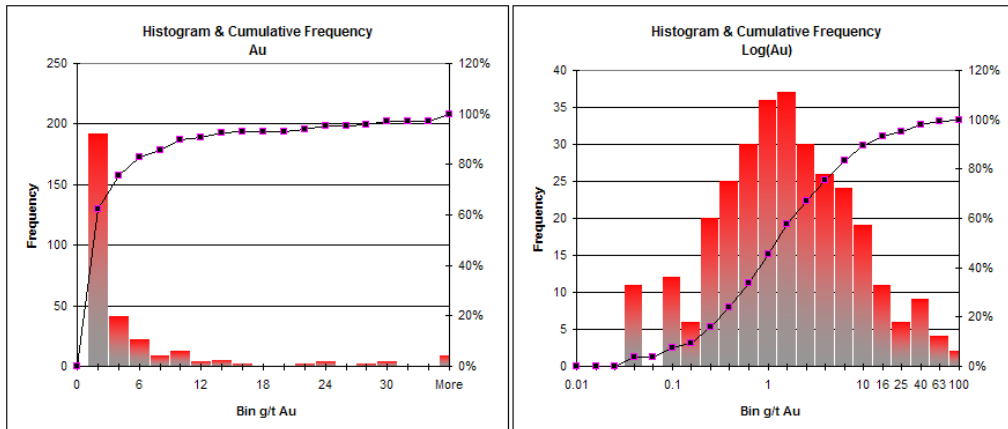 Histogram & Cumulative Frequency
Au
250
200
150
100
50
0
Frequency
120%
100%
80%
60%
40%
20%
0%
0 6 12 18 24 30 More
Bin g/t Au
Histogram & Cumulative Frequency
Log(Au)
40
35
30
25
20
15
10
5
0
Frequency
120%
100%
80%
60%
40%
20%
0%
0.01 0.1 1 10 16 25 40 63 100
Bin g/t Au